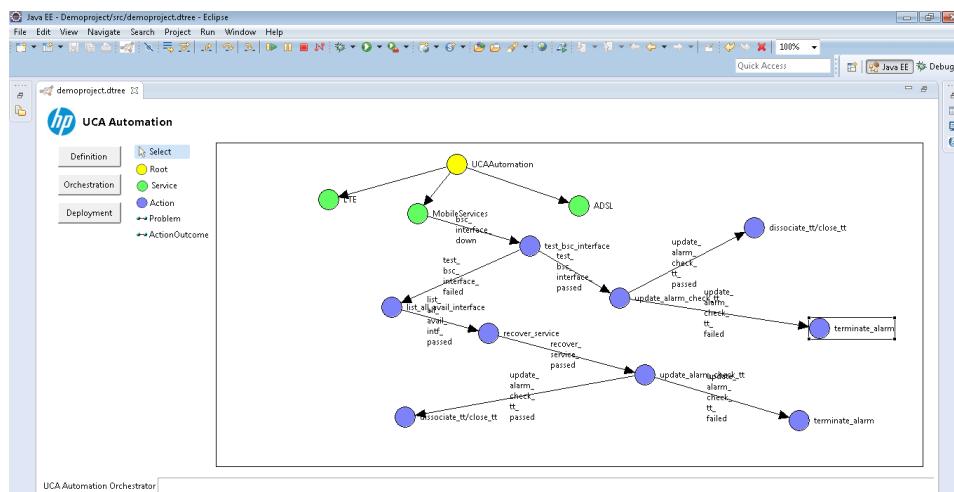 Java EE - Demoproject/src/demoproject.dtree - Eclipse
File Edit View Navigate Search Project Run Window Help
100%
Quick Access
Java EE Debug
demoproject.dtree
hp UCA Automation
Definition
Orchestration
Deployment
Select
Root
Service
Action
Problem
ActionOutcome
UCAAutomation
LTE
MobileServices
ADSL
bsc_
interface_
down
test_bsc_interface
dissociate_tt/close_tt
test_
bsc_
interface_
failed
test_
bsc_
interface_
passed
update_
alarm_
check_
tt_
passed
update_alarm_check_tt
update_
alarm_
check_
tt_
failed
terminate_alarm
list_all_avail_interface
list_
all_
avail_
intf_
passed
recover_service
recover_
service_
passed
update_alarm_check_tt
update_
alarm_
check_
tt_
passed
update_
alarm_
check_
tt_
failed
dissociate_tt/close_tt
terminate_alarm
UCA Automation Orchestrator